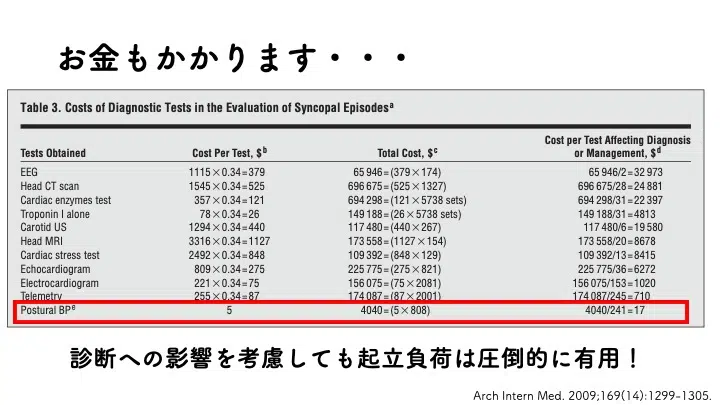 お金もかかります・・・
Table 3. Costs of Diagnostic Tests in the Evaluation of Syncopal Episodesᵃ
Cost per Test Affecting Diagnosis
Tests Obtained Cost Per Test, $ᵇ Total Cost, $ᶜ or Management, $ᵈ
EEG 1115×0.34=379 65 946=(379×174) 65 946/2=32 973
Head CT scan 1545×0.34=525 696 675=(525×1327) 696 675/28=24 881
Cardiac enzymes test 357×0.34=121 694 298=(121×5738 sets) 694 298/31=22 397
Troponin I alone 78×0.34=26 149 188=(26×5738 sets) 149 188/31=4813
Carotid US 1294×0.34=440 117 480=(440×267) 117 480/6=19 580
Head MRI 3316×0.34=1127 173 558=(1127×154) 173 558/20=8678
Cardiac stress test 2492×0.34=848 109 392=(848×129) 109 392/13=8415
Echocardiogram 809×0.34=275 225 775=(275×821) 225 775/36=6272
Electrocardiogram 221×0.34=75 156 075=(75×2081) 156 075/153=1020
Telemetry 255×0.34=87 174 087=(87×2001) 174 087/245=710
Postural BPᵉ 5 4040=(5×808) 4040/241=17
診断への影響を考慮しても起立負荷は圧倒的に有用！
Arch Intern Med. 2009;169(14):1299-1305.